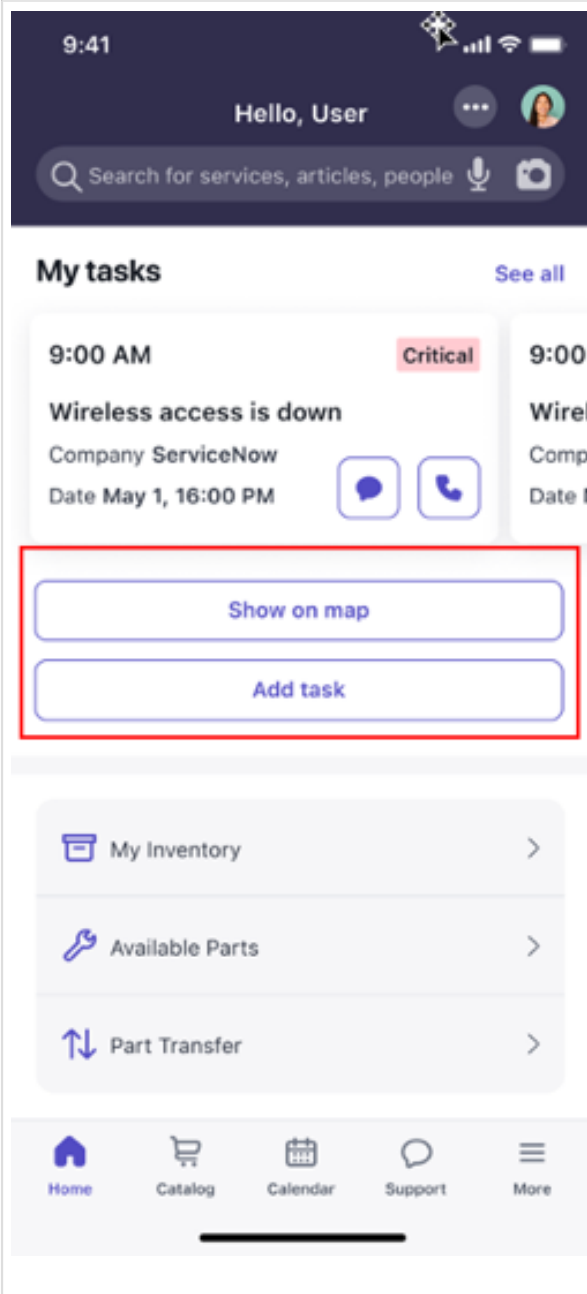 9:41
Hello, User
Search for services, articles, people
My tasks See all
9:00 AM Critical 9:00
Wireless access is down
Company ServiceNow
Date May 1, 16:00 PM Date
Show on map
Add task
My Inventory
Available Parts
Part Transfer
Home Catalog Calendar Support More